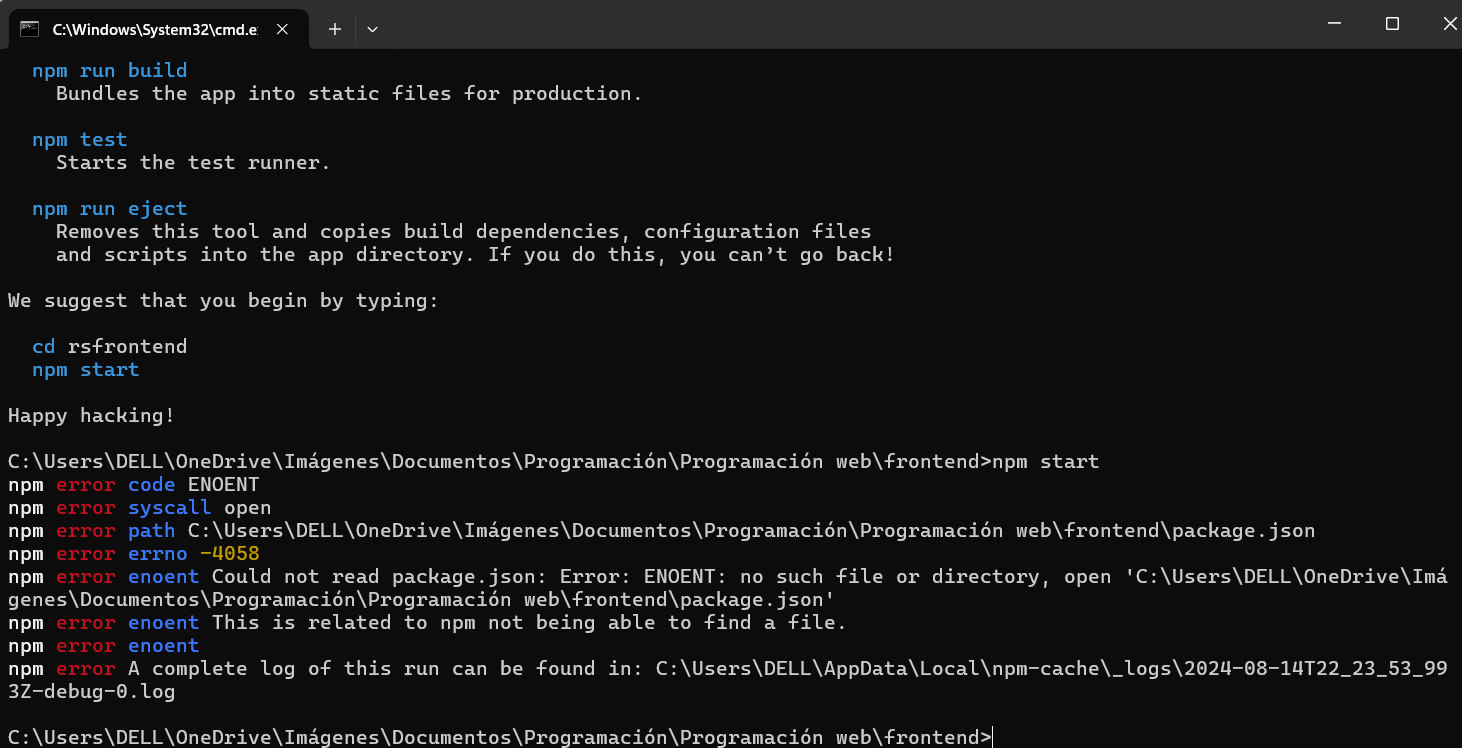 C:\Windows\System32\cmd.e
npm run build
Bundles the app into static files for production.
npm test
Starts the test runner.
npm run eject
Removes this tool and copies build dependencies, configuration files
and scripts into the app directory. If you do this, you can’t go back!
We suggest that you begin by typing:
cd rsfrontend
npm start
Happy hacking!
C:\Users\DELL\OneDrive\Imágenes\Documentos\Programación\Programación web\frontend>npm start
npm error code ENOENT
npm error syscall open
npm error path C:\Users\DELL\OneDrive\Imágenes\Documentos\Programación\Programación web\frontend\package.json
npm error errno -4058
npm error enoent Could not read package.json: Error: ENOENT: no such file or directory, open 'C:\Users\DELL\OneDrive\Imá
genes\Documentos\Programación\Programación web\frontend\package.json'
npm error enoent This is related to npm not being able to find a file.
npm error enoent
npm error A complete log of this run can be found in: C:\Users\DELL\AppData\Local\npm-cache\_logs\2024-08-14T22_23_53_99
3Z-debug-0.log
C:\Users\DELL\OneDrive\Imágenes\Documentos\Programación\Programación web\frontend>